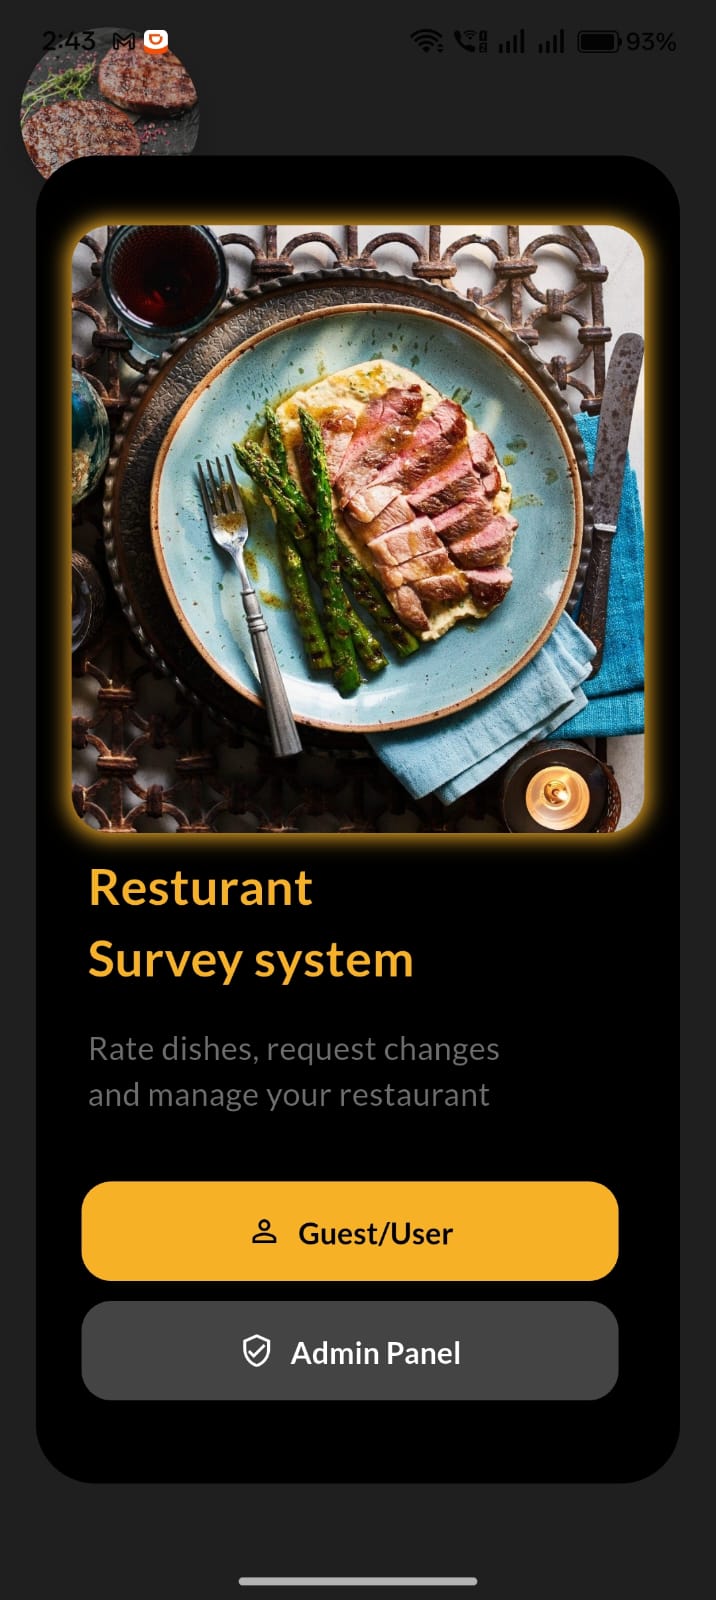 2:43
93%
Resturant
Survey system
Rate dishes, request changes
and manage your restaurant
Guest/User
Admin Panel